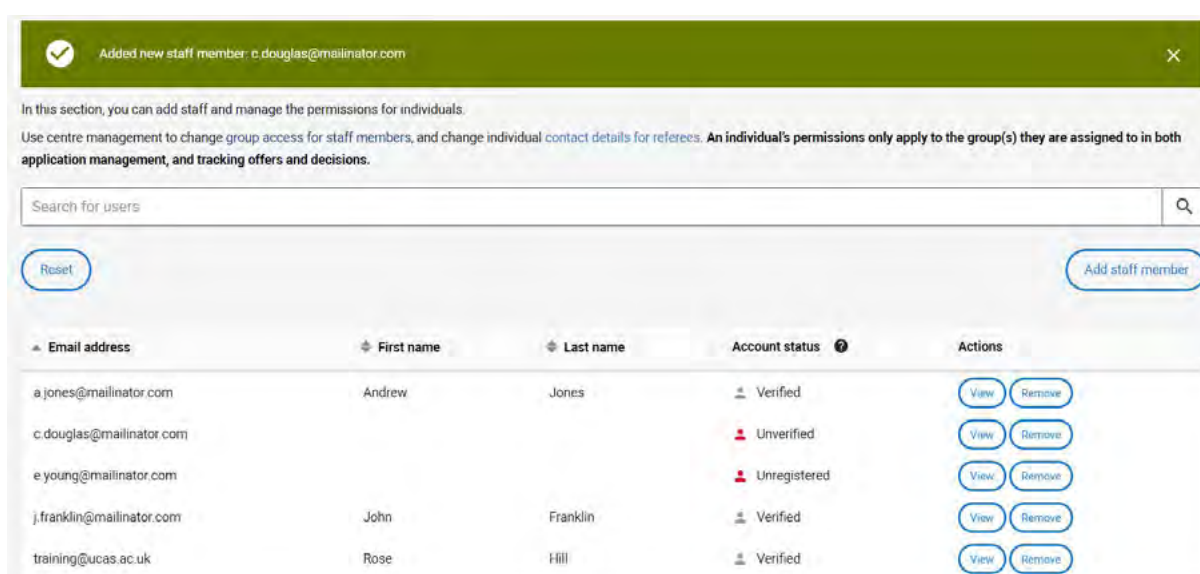 Added new staff member: c.douglas@mailinator.com
In this section, you can add staff and manage the permissions for individuals.
Use centre management to change group access for staff members, and change individual contact details for referees. An individual's permissions only apply to the group(s) they are assigned to in both
application management, and tracking offers and decisions.
Search for users
Reset
Add staff member
Email address First name Last name Account status ? Actions
a.jones@mailinator.com Andrew Jones Verified View Remove
c.douglas@mailinator.com Unverified View Remove
e.young@mailinator.com Unregistered View Remove
j.franklin@mailinator.com John Franklin Verified View Remove
training@ucas.ac.uk Rose Hill Verified View Remove